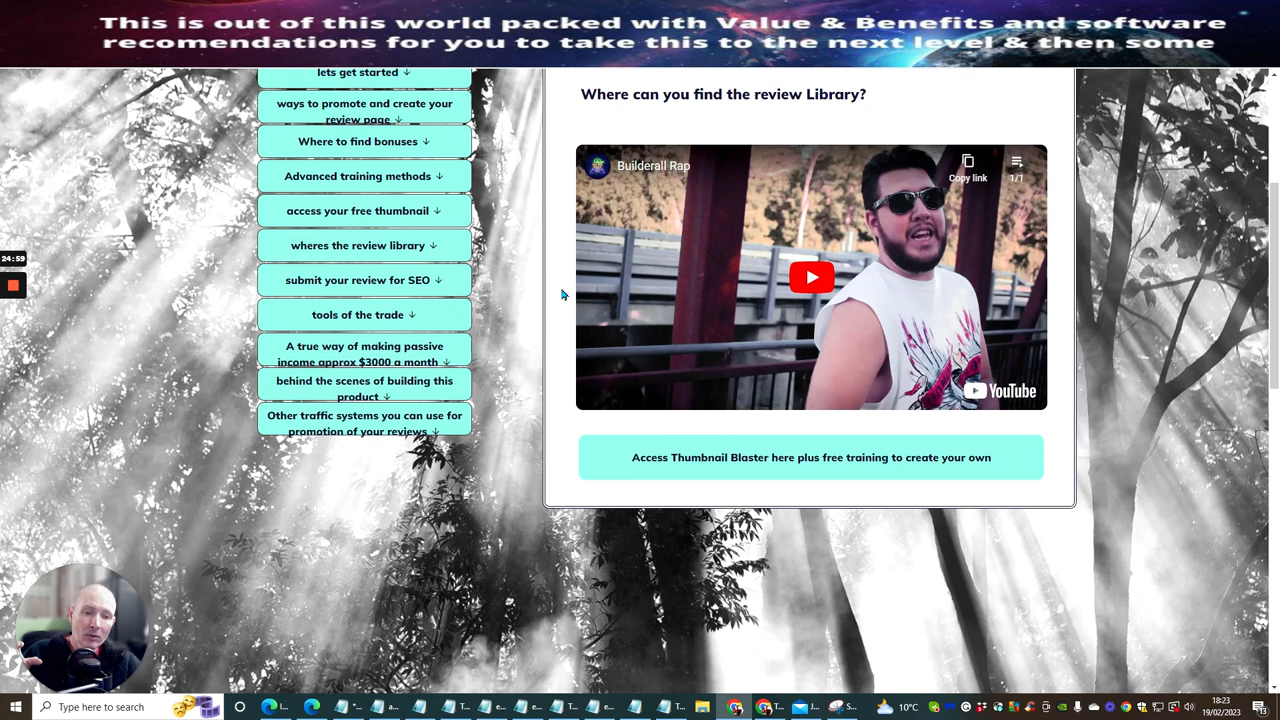 This is out of this world packed with Value & Benefits and software
recomendations for you to take this to the next level & then some
lets get started ↓
ways to promote and create your
review page ↓
Where to find bonuses ↓
Advanced training methods ↓
access your free thumbnail ↓
wheres the review library ↓
submit your review for SEO ↓
tools of the trade ↓
A true way of making passive
income approx $3000 a month ↓
behind the scenes of building this
product ↓
Other traffic systems you can use for
promotion of your reviews ↓
Where can you find the review Library?
Builderall Rap
Copy link
1/1
YouTube
Access Thumbnail Blaster here plus free training to create your own
24:59
Type here to search
10°C
18:23
19/02/2023